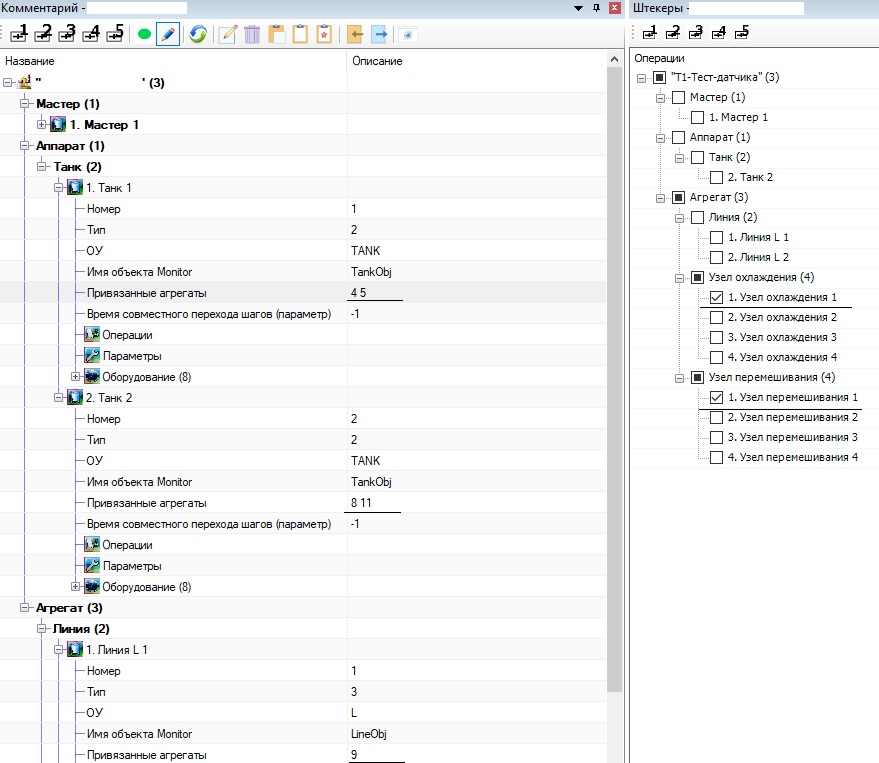 Комментарий -
1 2 3 4 5
Название Описание
" ' (3)
Мастер (1)
1. Мастер 1
Аппарат (1)
Танк (2)
1. Танк 1
Номер 1
Тип 2
ОУ TANK
Имя объекта Monitor TankObj
Привязанные агрегаты 4 5
Время совместного перехода шагов (параметр) -1
Операции
Параметры
Оборудование (8)
2. Танк 2
Номер 2
Тип 2
ОУ TANK
Имя объекта Monitor TankObj
Привязанные агрегаты 8 11
Время совместного перехода шагов (параметр) -1
Операции
Параметры
Оборудование (8)
Агрегат (3)
Линия (2)
1. Линия L 1
Номер 1
Тип 3
ОУ L
Имя объекта Monitor LineObj
Привязанные агрегаты 9
Штекеры -
1 2 3 4 5
Операции
"Т1-Тест-датчика" (3)
Мастер (1)
1. Мастер 1
Аппарат (1)
Танк (2)
2. Танк 2
Агрегат (3)
Линия (2)
1. Линия L 1
2. Линия L 2
Узел охлаждения (4)
1. Узел охлаждения 1
2. Узел охлаждения 2
3. Узел охлаждения 3
4. Узел охлаждения 4
Узел перемешивания (4)
1. Узел перемешивания 1
2. Узел перемешивания 2
3. Узел перемешивания 3
4. Узел перемешивания 4